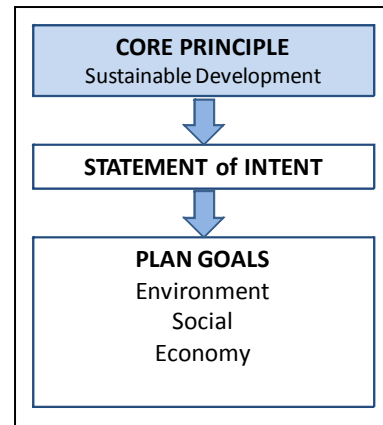 CORE PRINCIPLE
Sustainable Development
STATEMENT of INTENT
PLAN GOALS
Environment
Social
Economy